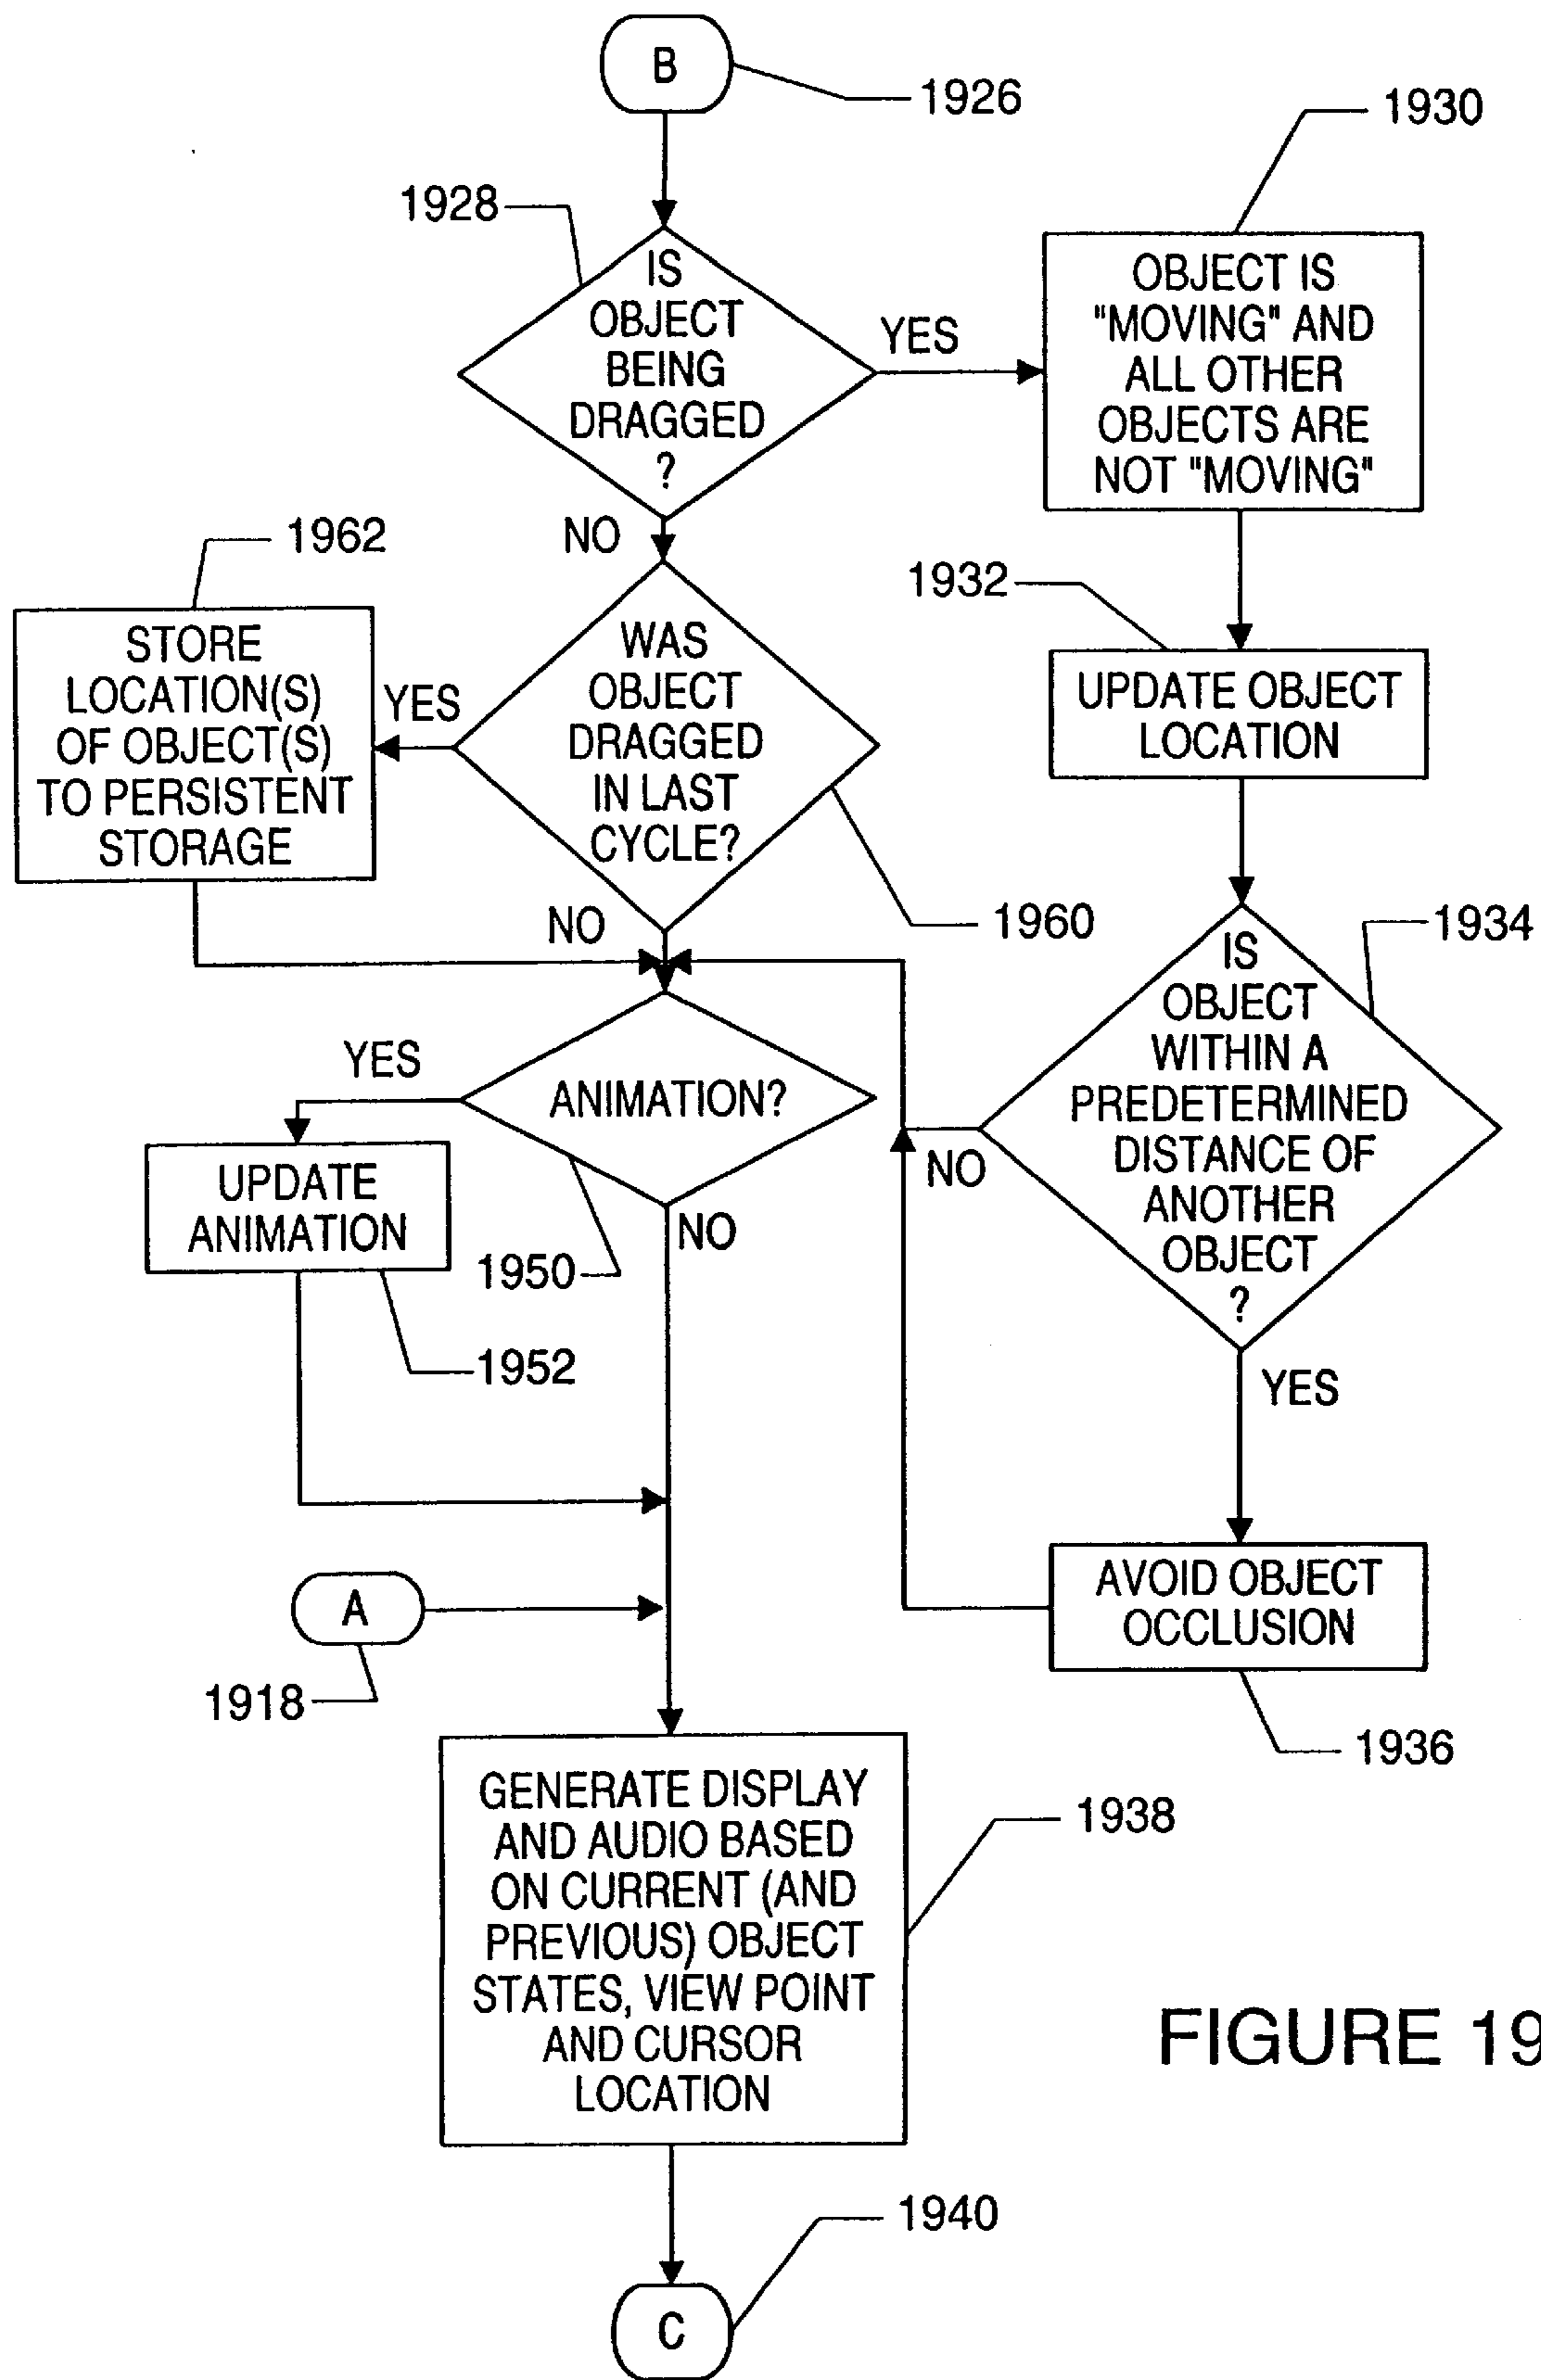 B
1926
1930
1928
IS
OBJECT
BEING
DRAGGED
?
YES
OBJECT IS
"MOVING" AND
ALL OTHER
OBJECTS ARE
NOT "MOVING"
NO
1962
1932
STORE
LOCATION(S)
OF OBJECT(S)
TO PERSISTENT
STORAGE
YES
WAS
OBJECT
DRAGGED
IN LAST
CYCLE?
UPDATE OBJECT
LOCATION
NO
1960
1934
IS
OBJECT
WITHIN A
PREDETERMINED
DISTANCE OF
ANOTHER
OBJECT
?
YES
ANIMATION?
NO
UPDATE
ANIMATION
NO
1950
1952
YES
A
1918
AVOID OBJECT
OCCLUSION
1936
GENERATE DISPLAY
AND AUDIO BASED
ON CURRENT (AND
PREVIOUS) OBJECT
STATES, VIEW POINT
AND CURSOR
LOCATION
1938
FIGURE 19
1940
C